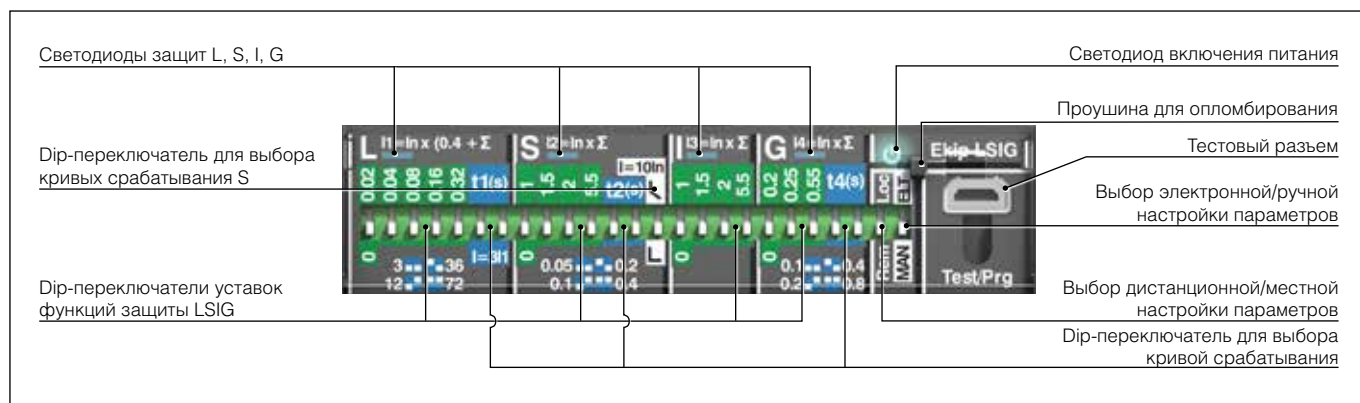 Светодиоды защит L, S, I, G
Dip-переключатель для выбора
кривых срабатывания S
Dip-переключатели уставок
функций защиты LSIG
L I1=In x (0.4 + Σ
0.02 0.04 0.08 0.16 0.32 t1(s)
0
3 36
12 72
I=3I1
S I2=In x Σ
I=10In
1 1.5 2 5.5 t2(s)
0
0.05 0.2
0.1 0.4
L
I I3=In x Σ
1 1.5 2 5.5
0
G I4=In x Σ
0.2 0.25 0.55 t4(s)
0
0.1 0.4
0.2 0.8
Loc
MAN
Ekip LSIG
Test/Prg
Светодиод включения питания
Проушина для опломбирования
Тестовый разъем
Выбор электронной/ручной
настройки параметров
Выбор дистанционной/местной
настройки параметров
Dip-переключатель для выбора
кривой срабатывания